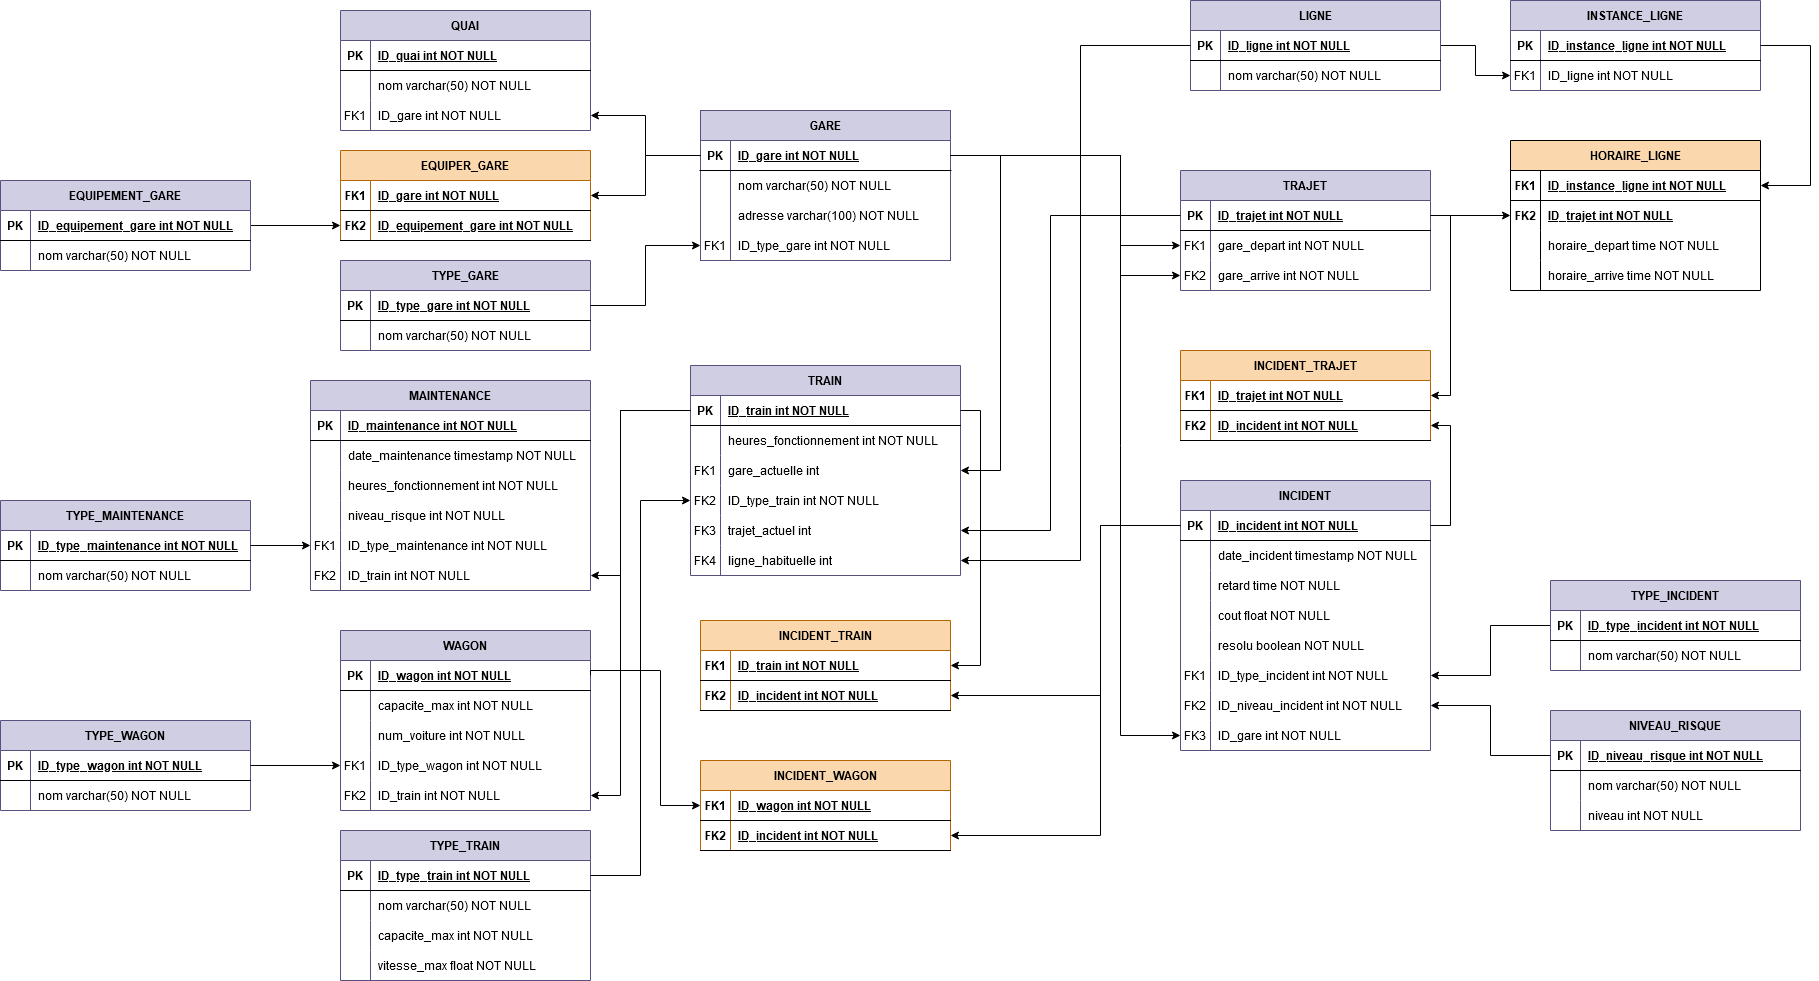 QUAI
PK ID_quai int NOT NULL
nom varchar(50) NOT NULL
FK1 ID_gare int NOT NULL
EQUIPER_GARE
FK1 ID_gare int NOT NULL
FK2 ID_equipement_gare int NOT NULL
EQUIPEMENT_GARE
PK ID_equipement_gare int NOT NULL
nom varchar(50) NOT NULL
TYPE_GARE
PK ID_type_gare int NOT NULL
nom varchar(50) NOT NULL
GARE
PK ID_gare int NOT NULL
nom varchar(50) NOT NULL
adresse varchar(100) NOT NULL
FK1 ID_type_gare int NOT NULL
LIGNE
PK ID_ligne int NOT NULL
nom varchar(50) NOT NULL
INSTANCE_LIGNE
PK ID_instance_ligne int NOT NULL
FK1 ID_ligne int NOT NULL
TRAJET
PK ID_trajet int NOT NULL
FK1 gare_depart int NOT NULL
FK2 gare_arrive int NOT NULL
HORAIRE_LIGNE
FK1 ID_instance_ligne int NOT NULL
FK2 ID_trajet int NOT NULL
horaire_depart time NOT NULL
horaire_arrive time NOT NULL
INCIDENT_TRAJET
FK1 ID_trajet int NOT NULL
FK2 ID_incident int NOT NULL
MAINTENANCE
PK ID_maintenance int NOT NULL
date_maintenance timestamp NOT NULL
heures_fonctionnement int NOT NULL
niveau_risque int NOT NULL
FK1 ID_type_maintenance int NOT NULL
FK2 ID_train int NOT NULL
TYPE_MAINTENANCE
PK ID_type_maintenance int NOT NULL
nom varchar(50) NOT NULL
TRAIN
PK ID_train int NOT NULL
heures_fonctionnement int NOT NULL
FK1 gare_actuelle int
FK2 ID_type_train int NOT NULL
FK3 trajet_actuel int
FK4 ligne_habituelle int
INCIDENT
PK ID_incident int NOT NULL
date_incident timestamp NOT NULL
retard time NOT NULL
cout float NOT NULL
resolu boolean NOT NULL
FK1 ID_type_incident int NOT NULL
FK2 ID_niveau_incident int NOT NULL
FK3 ID_gare int NOT NULL
TYPE_INCIDENT
PK ID_type_incident int NOT NULL
nom varchar(50) NOT NULL
NIVEAU_RISQUE
PK ID_niveau_risque int NOT NULL
nom varchar(50) NOT NULL
niveau int NOT NULL
WAGON
PK ID_wagon int NOT NULL
capacite_max int NOT NULL
num_voiture int NOT NULL
FK1 ID_type_wagon int NOT NULL
FK2 ID_train int NOT NULL
TYPE_WAGON
PK ID_type_wagon int NOT NULL
nom varchar(50) NOT NULL
INCIDENT_TRAIN
FK1 ID_train int NOT NULL
FK2 ID_incident int NOT NULL
INCIDENT_WAGON
FK1 ID_wagon int NOT NULL
FK2 ID_incident int NOT NULL
TYPE_TRAIN
PK ID_type_train int NOT NULL
nom varchar(50) NOT NULL
capacite_max int NOT NULL
vitesse_max float NOT NULL